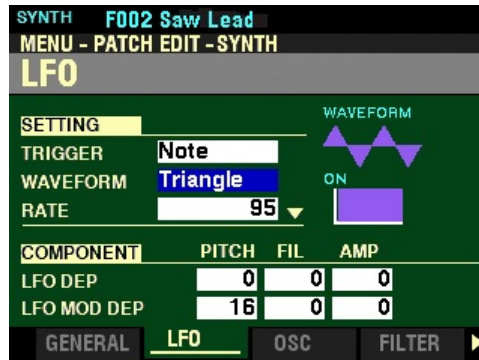 SYNTH F002 Saw Lead
MENU - PATCH EDIT - SYNTH
LFO
SETTING
WAVEFORM
TRIGGER Note
WAVEFORM Triangle
ON
RATE 95
COMPONENT PITCH FIL AMP
LFO DEP 0 0 0
LFO MOD DEP 16 0 0
GENERAL LFO OSC FILTER